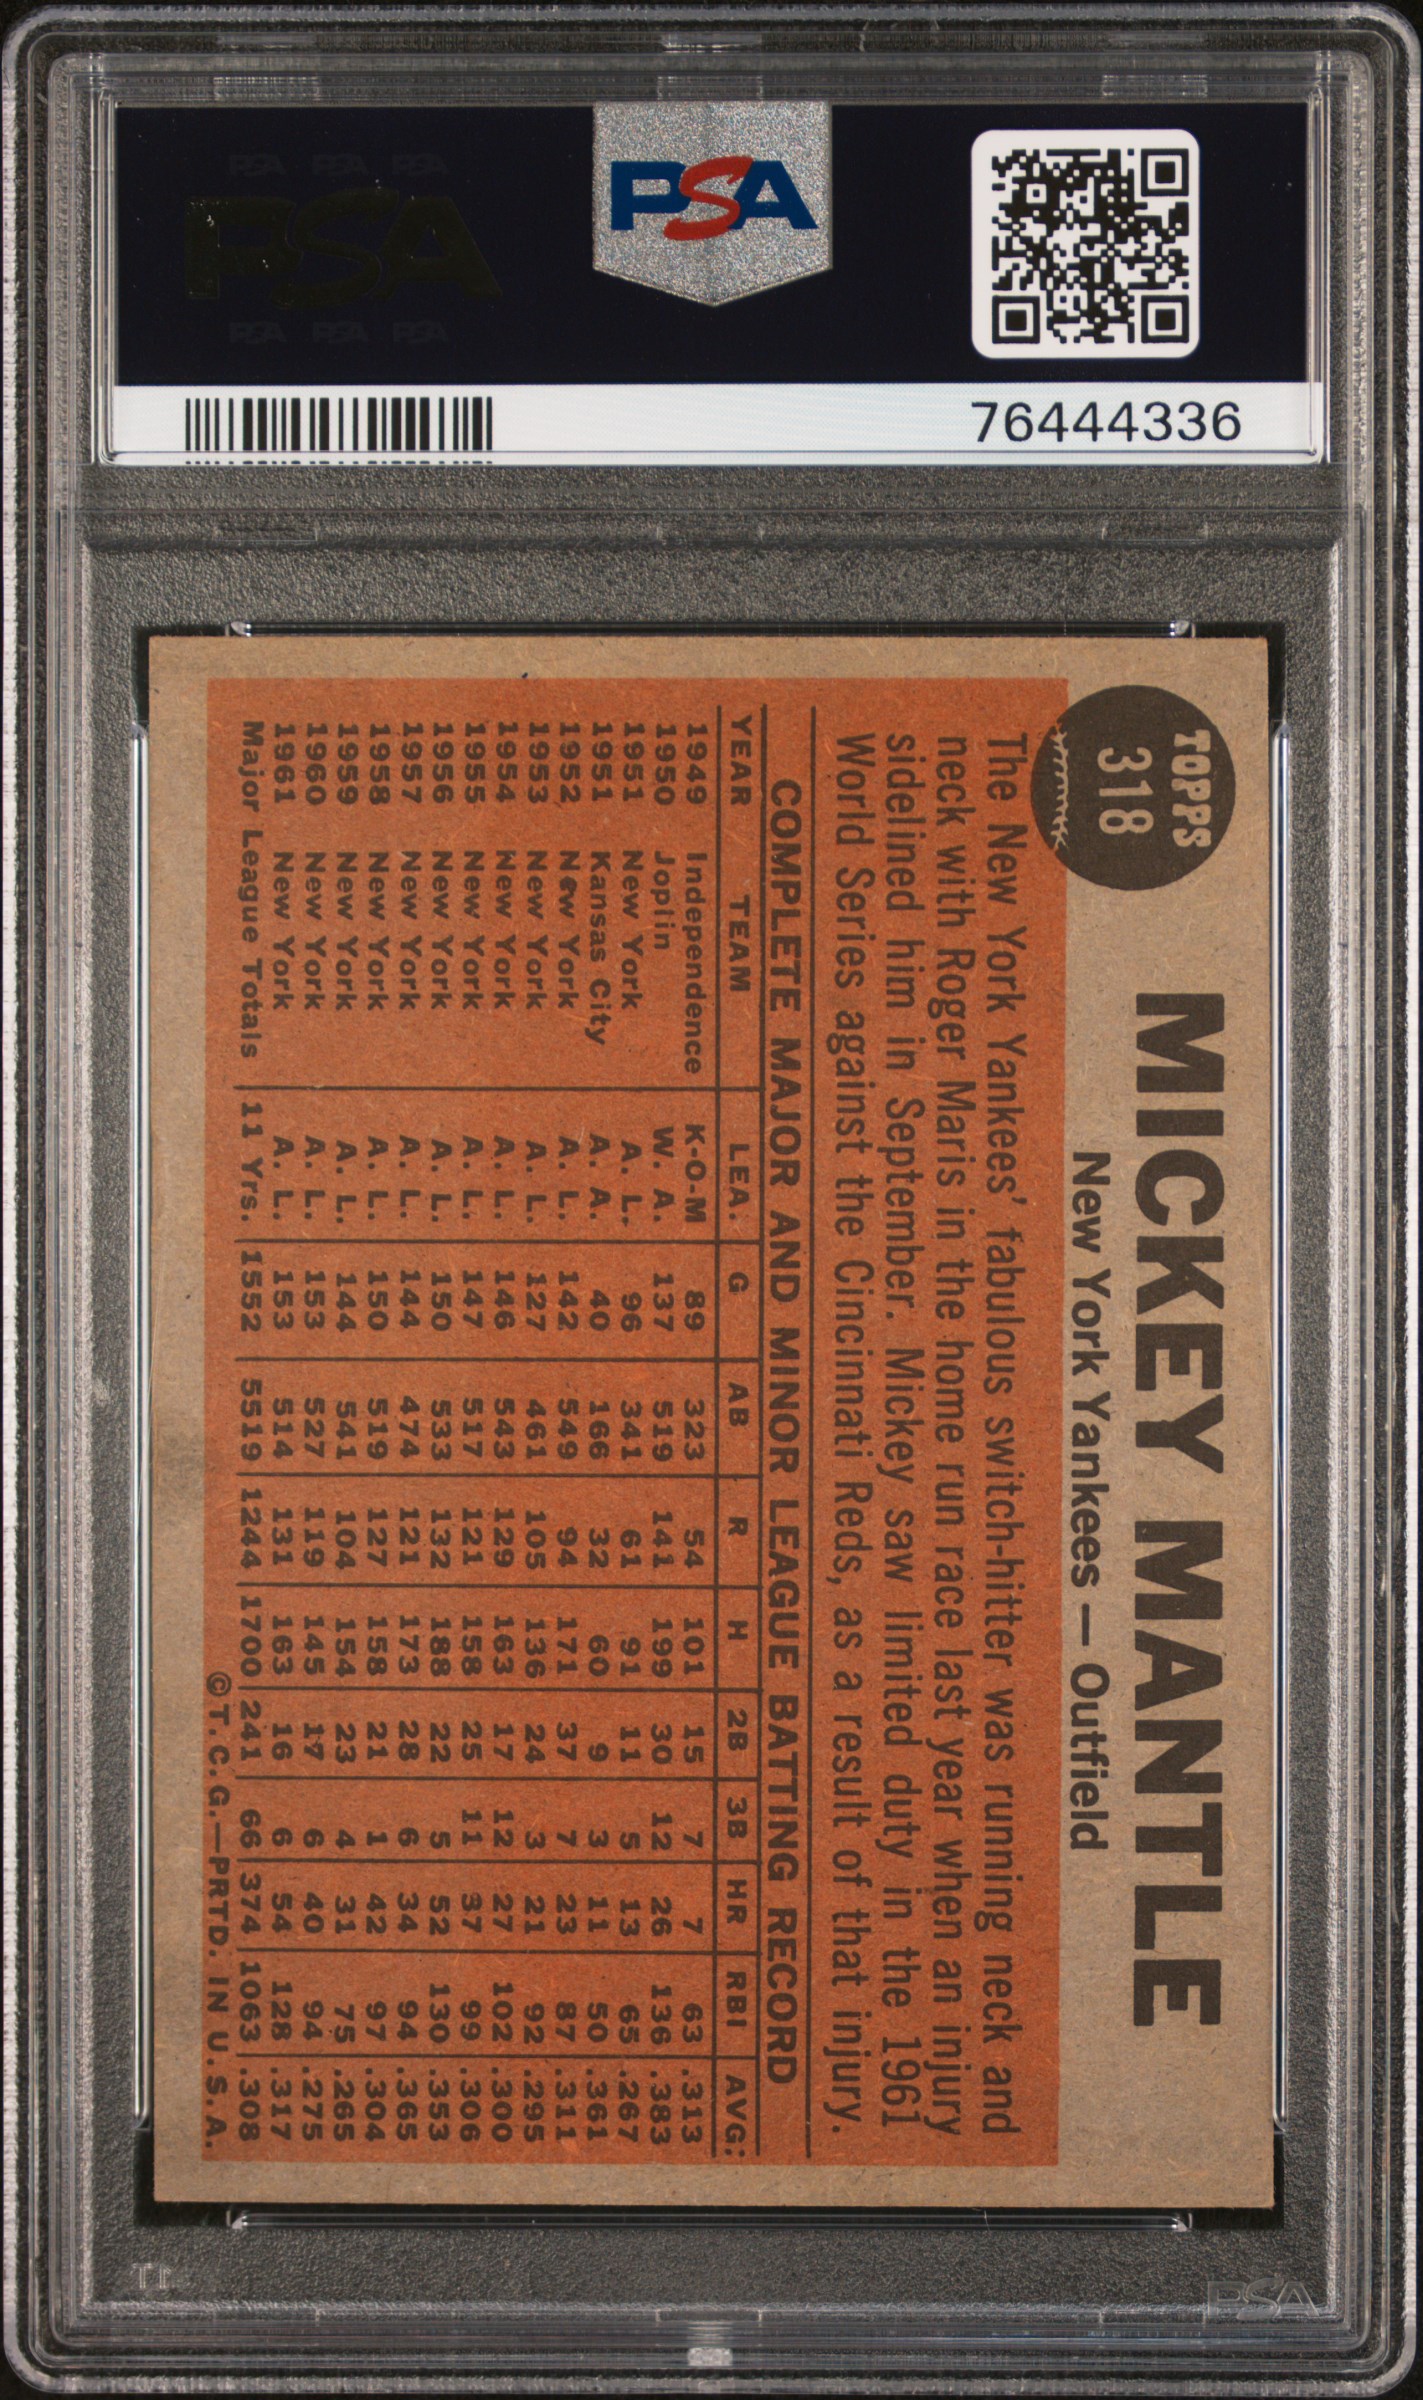 PSA PSA PSA
PSA
PSA PSA PSA
PSA
76444336
TOPPS
318
MICKEY MANTLE
New York Yankees — Outfield
The New York Yankees' fabulous switch-hitter was running neck and
neck with Roger Maris in the home run race last year when an injury
sidelined him in September. Mickey saw limited duty in the 1961
World Series against the Cincinnati Reds, as a result of that injury.
COMPLETE MAJOR AND MINOR LEAGUE BATTING RECORD
YEAR TEAM LEA. G AB R H 2B 3B HR RBI AVG.
1949 Independence K-O-M 89 323 54 101 15 7 7 63 .313
1950 Joplin W. A. 137 519 141 199 30 12 26 136 .383
1951 New York A. L. 96 341 61 91 11 5 13 65 .267
1951 Kansas City A. A. 40 166 32 60 9 3 11 50 .361
1952 New York A. L. 142 549 94 171 37 7 23 87 .311
1953 New York A. L. 127 461 105 136 24 3 21 92 .295
1954 New York A. L. 146 543 129 163 17 12 27 102 .300
1955 New York A. L. 147 517 121 158 25 11 37 99 .306
1956 New York A. L. 150 533 132 188 22 5 52 130 .353
1957 New York A. L. 144 474 121 173 28 6 34 94 .365
1958 New York A. L. 150 519 127 158 21 1 42 97 .304
1959 New York A. L. 144 541 104 154 23 4 31 75 .265
1960 New York A. L. 153 527 119 145 17 6 40 94 .275
1961 New York A. L. 153 514 131 163 16 6 54 128 .317
Major League Totals 11 Yrs. 1552 5519 1244 1700 241 66 374 1063 .308
©T.C.G.—PRTD. IN U.S.A.
PSA